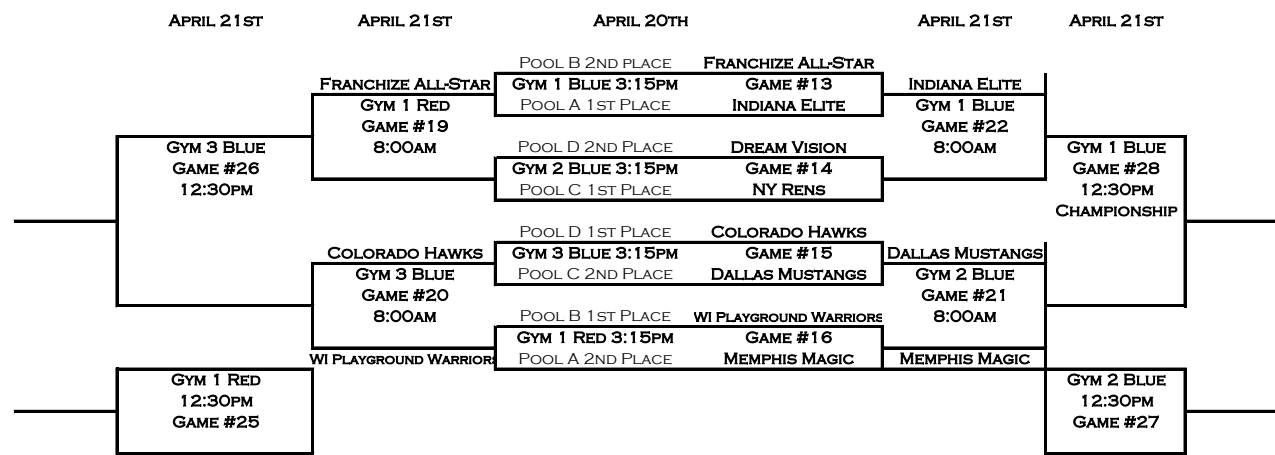 April 21st April 21st April 20th April 21st April 21st
Pool B 2nd place Franchize All-Star
Franchize All-Star Gym 1 Blue 3:15pm Game #13 Indiana Elite
Gym 1 Red Pool A 1st Place Indiana Elite Gym 1 Blue
Game #19 Game #22
Gym 3 Blue 8:00am Pool D 2nd Place Dream Vision 8:00am Gym 1 Blue
Game #26 Gym 2 Blue 3:15pm Game #14 Game #28
12:30pm Pool C 1st Place NY Rens 12:30pm
Championship
Pool D 1st Place Colorado Hawks
Colorado Hawks Gym 3 Blue 3:15pm Game #15 Dallas Mustangs
Gym 3 Blue Pool C 2nd Place Dallas Mustangs Gym 2 Blue
Game #20 Game #21
8:00am Pool B 1st Place WI Playground Warriors 8:00am
Gym 1 Red 3:15pm Game #16
WI Playground Warriors Pool A 2nd Place Memphis Magic Memphis Magic
Gym 1 Red Gym 2 Blue
12:30pm 12:30pm
Game #25 Game #27